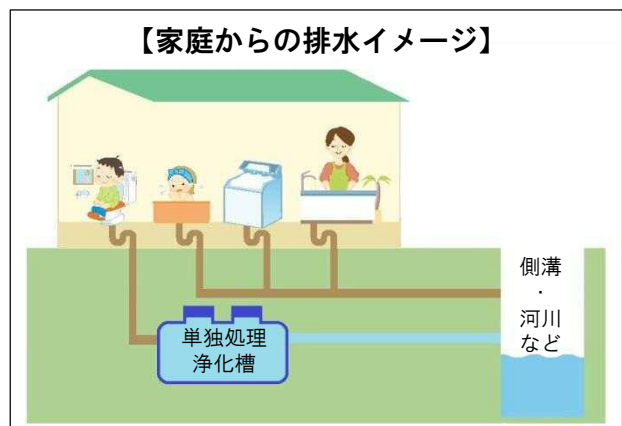 【家庭からの排水イメージ】
単独処理
浄化槽
側溝
・
河川
など